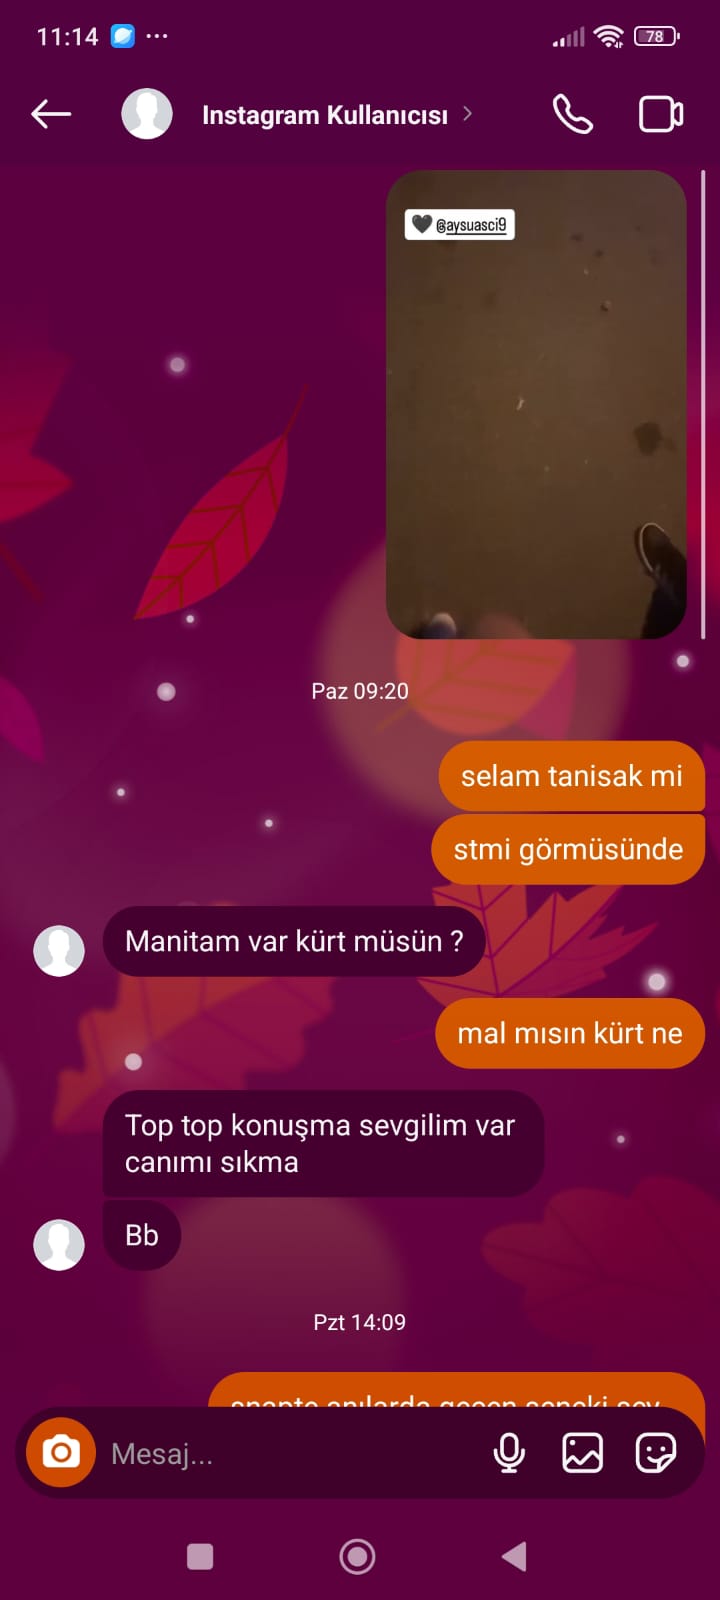 11:14
78
Instagram Kullanıcısı
@aysuasci9
Paz 09:20
selam tanisak mi
stmi görmüsünde
Manitam var kürt müsün ?
mal mısın kürt ne
Top top konuşma sevgilim var
canımı sıkma
Bb
Pzt 14:09
Mesaj...